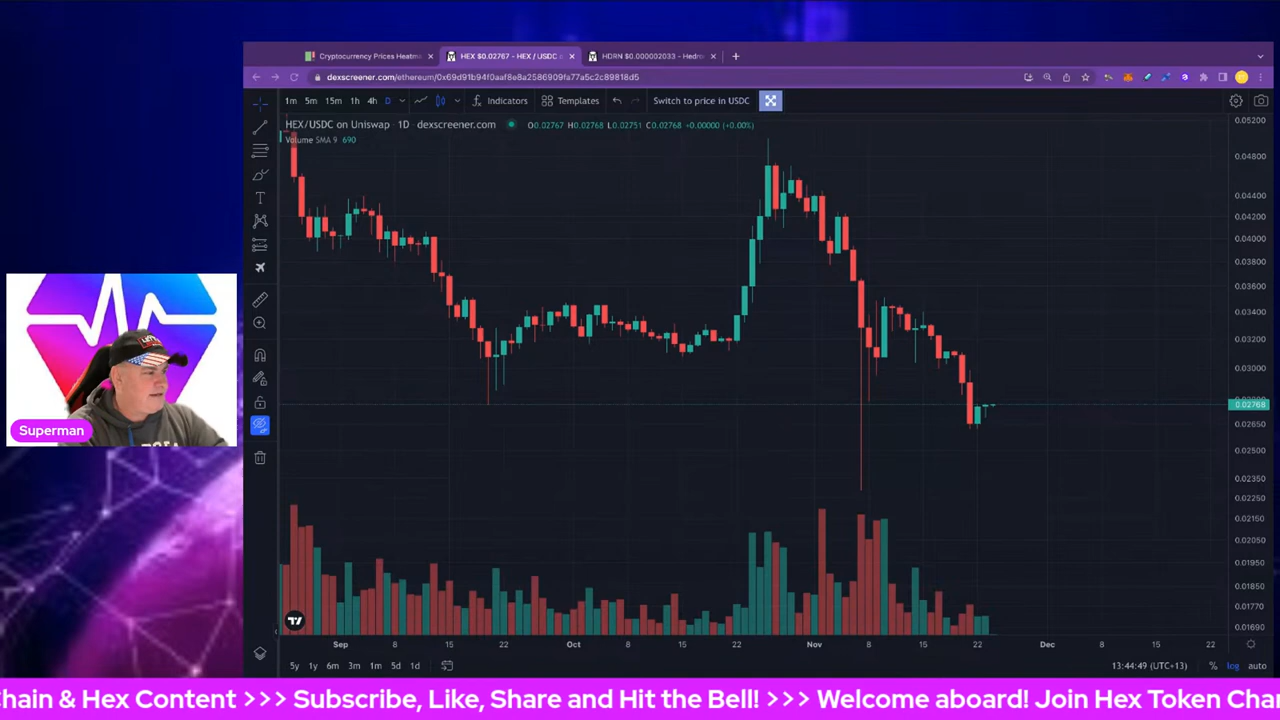 Cryptocurrency Prices Heatm
HEX $0.02767 - HEX / USDC
HDRN $0.000002033 - Hedro
dexscreener.com/ethereum/0x69d91b94f0aaf8e8a2586909fa77a5c2c89818d5
1m 5m 15m 1h 4h D
Indicators
Templates
Switch to price in USDC
HEX/USDC on Uniswap · 1D · dexscreener.com
O0.02767 H0.02768 L0.02751 C0.02768 +0.00000 (+0.00%)
Volume SMA 9 690
0.05200
0.04800
0.04400
0.04200
0.04000
0.03800
0.03600
0.03400
0.03200
0.03000
0.02768
0.02650
0.02500
0.02350
0.02250
0.02150
0.02050
0.01950
0.01850
0.01770
0.01690
Superman
Sep 8 15 22 Oct 8 15 22 Nov 8 15 22 Dec 8 15 22
5y 1y 6m 3m 1m 5d 1d
13:44:49 (UTC+13) % log auto
Chain & Hex Content >>> Subscribe, Like, Share and Hit the Bell! >>> Welcome aboard! Join Hex Token Cha